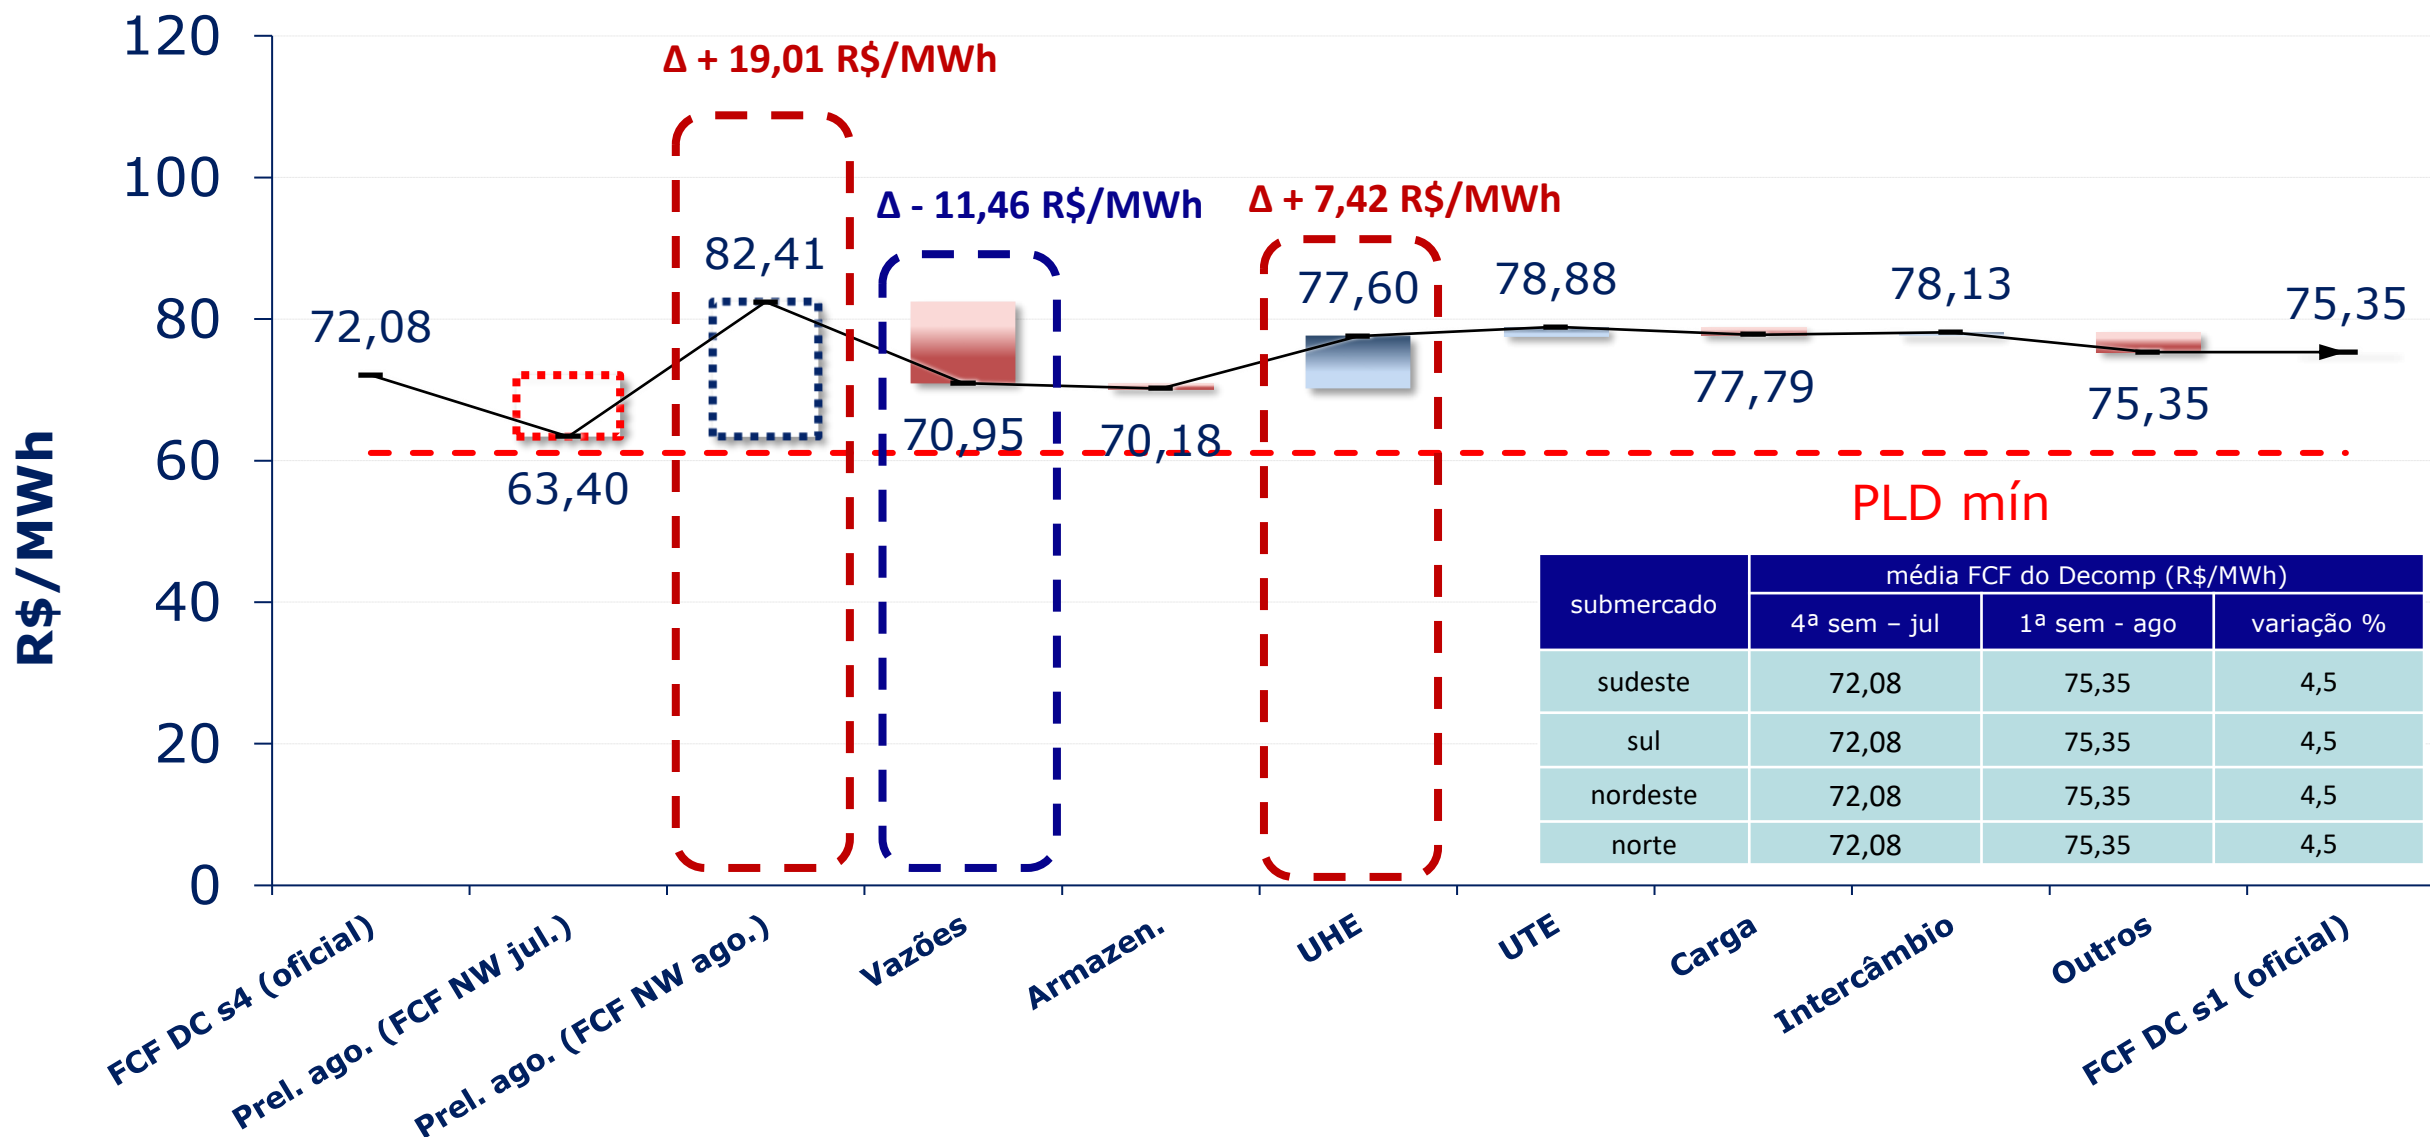 120
100
80
60
40
20
0
R$/MWh
Δ + 19,01 R$/MWh
Δ - 11,46 R$/MWh
Δ + 7,42 R$/MWh
72,08
63,40
82,41
70,95
70,18
77,60
78,88
77,79
78,13
75,35
75,35
PLD mín
submercado
média FCF do Decomp (R$/MWh)
4ª sem – jul
1ª sem - ago
variação %
sudeste 72,08 75,35 4,5
sul 72,08 75,35 4,5
nordeste 72,08 75,35 4,5
norte 72,08 75,35 4,5
FCF DC s4 (oficial)
Prel. ago. (FCF NW jul.)
Prel. ago. (FCF NW ago.)
Vazões
Armazen.
UHE
UTE
Carga
Intercâmbio
Outros
FCF DC s1 (oficial)